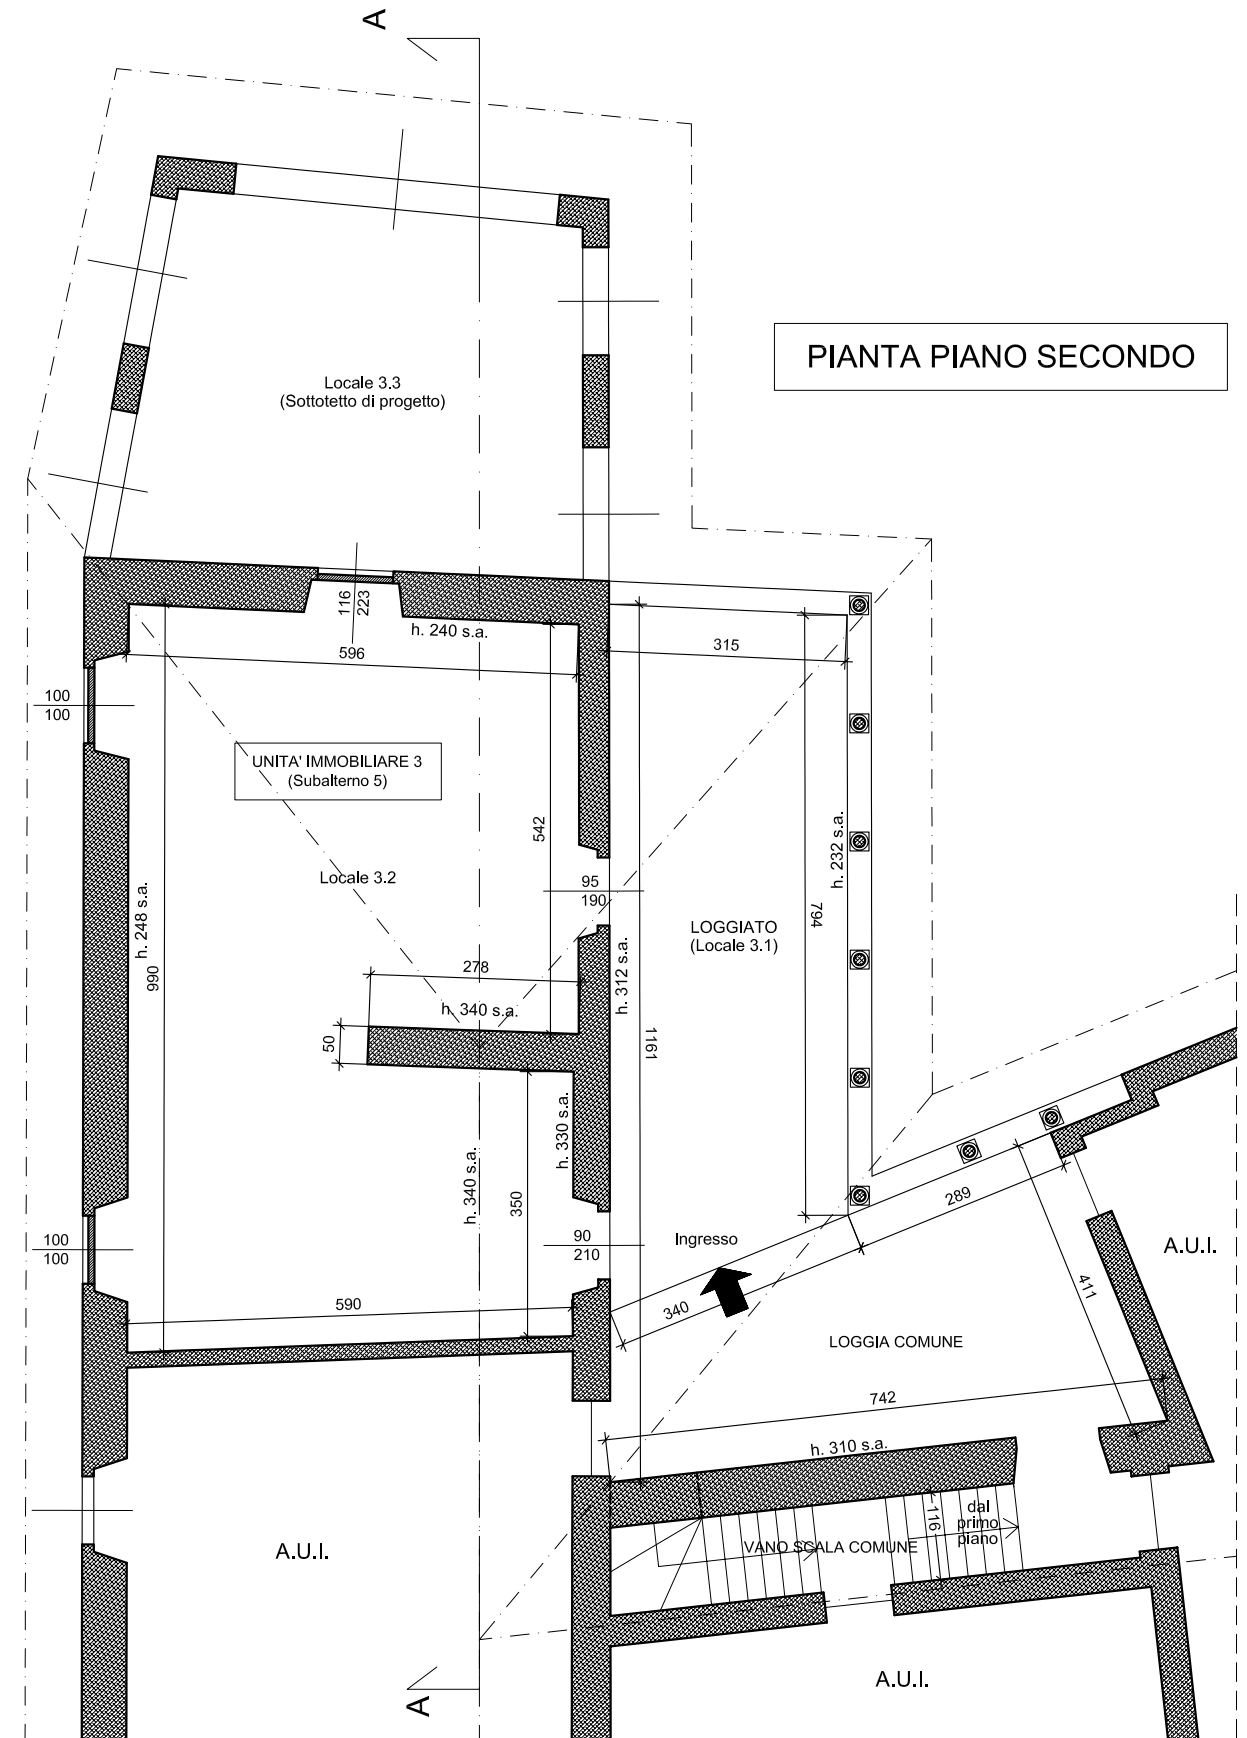 A
PIANTA PIANO SECONDO
Locale 3.3
(Sottotetto di progetto)
116
223
h. 240 s.a.
596
315
100
100
UNITA' IMMOBILIARE 3
(Subalterno 5)
542
h. 232 s.a.
Locale 3.2
95
190
h. 248 s.a.
990
794
LOGGIATO
(Locale 3.1)
278
h. 312 s.a.
h. 340 s.a.
50
1161
h. 330 s.a.
h. 340 s.a.
350
289
90
210
Ingresso
A.U.I.
100
100
411
590
340
LOGGIA COMUNE
742
h. 310 s.a.
116
dal
primo
piano
VANO SCALA COMUNE
A.U.I.
A.U.I.
A